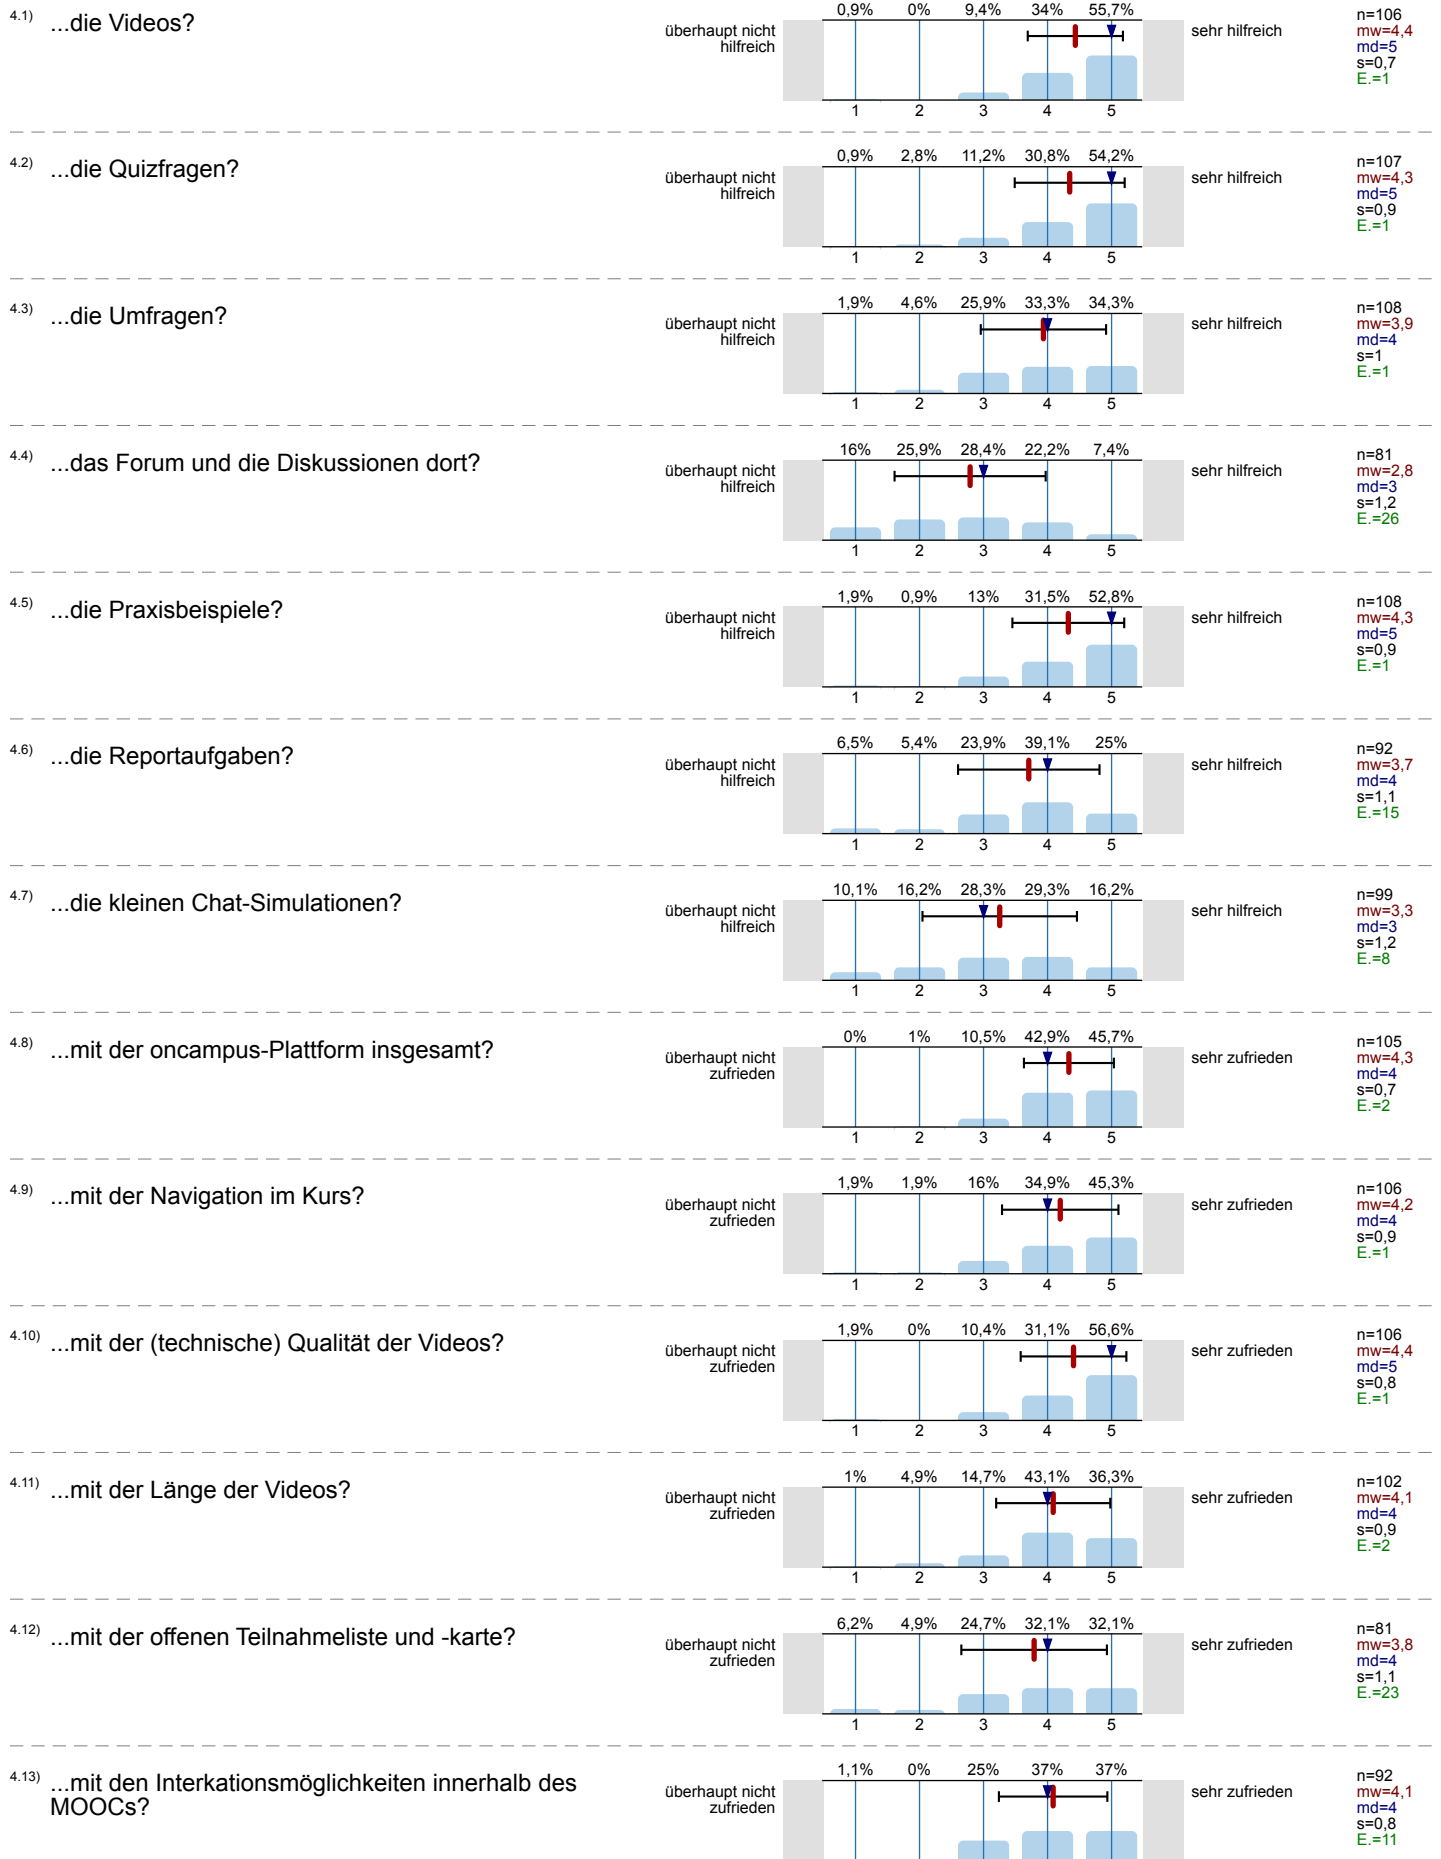 4.1) ...die Videos?
überhaupt nicht
hilfreich
0,9% 0% 9,4% 34% 55,7%
1 2 3 4 5
sehr hilfreich
n=106
mw=4,4
md=5
s=0,7
E.=1
4.2) ...die Quizfragen?
überhaupt nicht
hilfreich
0,9% 2,8% 11,2% 30,8% 54,2%
1 2 3 4 5
sehr hilfreich
n=107
mw=4,3
md=5
s=0,9
E.=1
4.3) ...die Umfragen?
überhaupt nicht
hilfreich
1,9% 4,6% 25,9% 33,3% 34,3%
1 2 3 4 5
sehr hilfreich
n=108
mw=3,9
md=4
s=1
E.=1
4.4) ...das Forum und die Diskussionen dort?
überhaupt nicht
hilfreich
16% 25,9% 28,4% 22,2% 7,4%
1 2 3 4 5
sehr hilfreich
n=81
mw=2,8
md=3
s=1,2
E.=26
4.5) ...die Praxisbeispiele?
überhaupt nicht
hilfreich
1,9% 0,9% 13% 31,5% 52,8%
1 2 3 4 5
sehr hilfreich
n=108
mw=4,3
md=5
s=0,9
E.=1
4.6) ...die Reportaufgaben?
überhaupt nicht
hilfreich
6,5% 5,4% 23,9% 39,1% 25%
1 2 3 4 5
sehr hilfreich
n=92
mw=3,7
md=4
s=1,1
E.=15
4.7) ...die kleinen Chat-Simulationen?
überhaupt nicht
hilfreich
10,1% 16,2% 28,3% 29,3% 16,2%
1 2 3 4 5
sehr hilfreich
n=99
mw=3,3
md=3
s=1,2
E.=8
4.8) ...mit der oncampus-Plattform insgesamt?
überhaupt nicht
zufrieden
0% 1% 10,5% 42,9% 45,7%
1 2 3 4 5
sehr zufrieden
n=105
mw=4,3
md=4
s=0,7
E.=2
4.9) ...mit der Navigation im Kurs?
überhaupt nicht
zufrieden
1,9% 1,9% 16% 34,9% 45,3%
1 2 3 4 5
sehr zufrieden
n=106
mw=4,2
md=4
s=0,9
E.=1
4.10) ...mit der (technische) Qualität der Videos?
überhaupt nicht
zufrieden
1,9% 0% 10,4% 31,1% 56,6%
1 2 3 4 5
sehr zufrieden
n=106
mw=4,4
md=5
s=0,8
E.=1
4.11) ...mit der Länge der Videos?
überhaupt nicht
zufrieden
1% 4,9% 14,7% 43,1% 36,3%
1 2 3 4 5
sehr zufrieden
n=102
mw=4,1
md=4
s=0,9
E.=2
4.12) ...mit der offenen Teilnahmeliste und -karte?
überhaupt nicht
zufrieden
6,2% 4,9% 24,7% 32,1% 32,1%
1 2 3 4 5
sehr zufrieden
n=81
mw=3,8
md=4
s=1,1
E.=23
4.13) ...mit den Interkationsmöglichkeiten innerhalb des
MOOCs?
überhaupt nicht
zufrieden
1,1% 0% 25% 37% 37%
sehr zufrieden
n=92
mw=4,1
md=4
s=0,8
E.=11